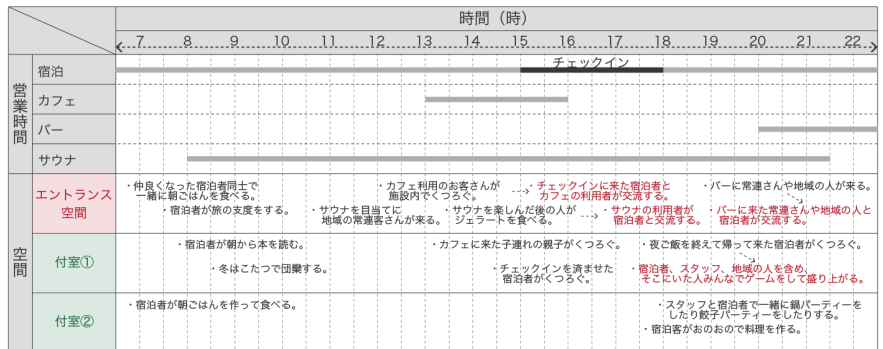 時間（時）
7 8 9 10 11 12 13 14 15 16 17 18 19 20 21 22
営業時間
宿泊
チェックイン
カフェ
バー
サウナ
空間
エントランス
空間
・仲良くなった宿泊者同士で
一緒に朝ごはんを食べる。
・宿泊者が旅の支度をする。
・サウナを目当てに
地域の常連客さんが来る。
・カフェ利用のお客さんが
施設内でくつろぐ。
・サウナを楽しんだ後の人が
ジェラートを食べる。
・チェックインに来た宿泊者と
カフェの利用者が交流する。
・サウナの利用者が
宿泊者と交流する。
・バーに常連さんや地域の人が来る。
・バーに来た常連さんや地域の人と
宿泊者が交流する。
付室①
・宿泊者が朝から本を読む。
・冬はこたつで団欒する。
・カフェに来た子連れの親子がくつろぐ。
・チェックインを済ませた
宿泊者がくつろぐ。
・夜ご飯を終えて帰って来た宿泊者がくつろぐ。
・宿泊者、スタッフ、地域の人を含め、
そこにいた人みんなでゲームをして盛り上がる。
付室②
・宿泊者が朝ごはんを作って食べる。
・スタッフと宿泊者で一緒に鍋パーティーを
したり餃子パーティーをしたりする。
・宿泊客がおのおので料理を作る。